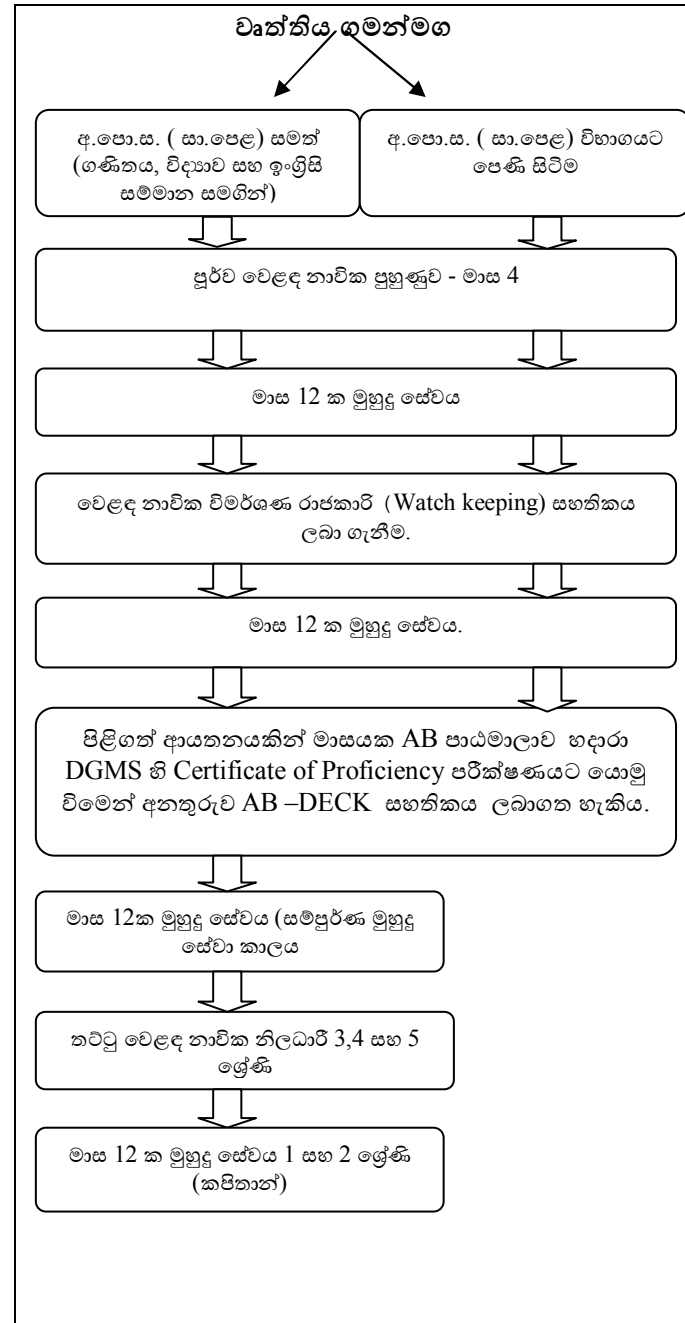 වෘත්තිය ගමන්මග
අ.පො.ස. ( සා.පෙළ) සමත්
(ගණිතය, විද්‍යාව සහ ඉංග්‍රිසි
සම්මාන සමගින්)
අ.පො.ස. ( සා.පෙළ) විභාගයට
පෙණි සිටිම
පූර්ව වෙළඳ නාවික පුහුණුව - මාස 4
මාස 12 ක මුහුදු සේවය
වෙළඳ නාවික විමර්ශණ රාජකාරි (Watch keeping) සහතිකය
ලබා ගැනීම.
මාස 12 ක මුහුදු සේවය.
පිළිගත් ආයතනයකින් මාසයක AB පාඨමාලාව හදාරා
DGMS හි Certificate of Proficiency පරීක්ෂණයට යොමු
විමෙන් අනතුරුව AB –DECK සහතිකය ලබාගත හැකිය.
මාස 12ක මුහුදු සේවය (සම්පුර්ණ මුහුදු
සේවා කාලය
තට්ටු වෙළඳ නාවික නිලධාරී 3,4 සහ 5
ශ්‍රේණි
මාස 12 ක මුහුදු සේවය 1 සහ 2 ශ්‍රේණි
(කපිතාන්)